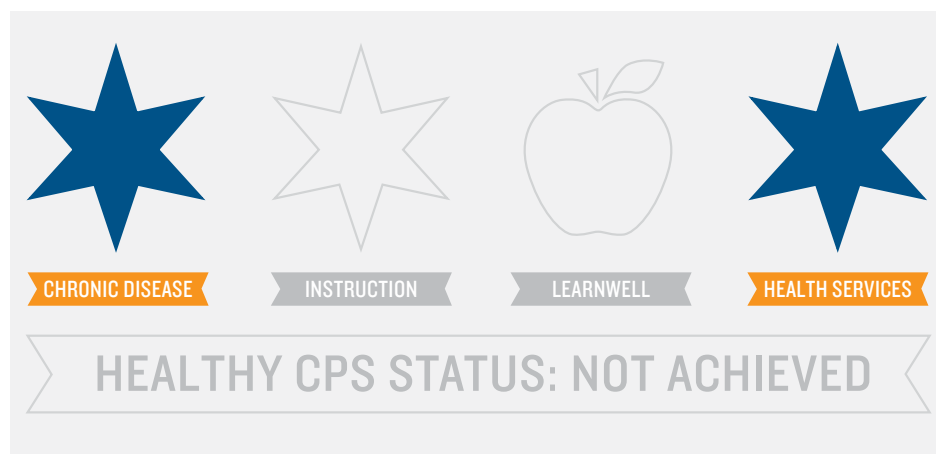 CHRONIC DISEASE
INSTRUCTION
LEARNWELL
HEALTH SERVICES
HEALTHY CPS STATUS: NOT ACHIEVED